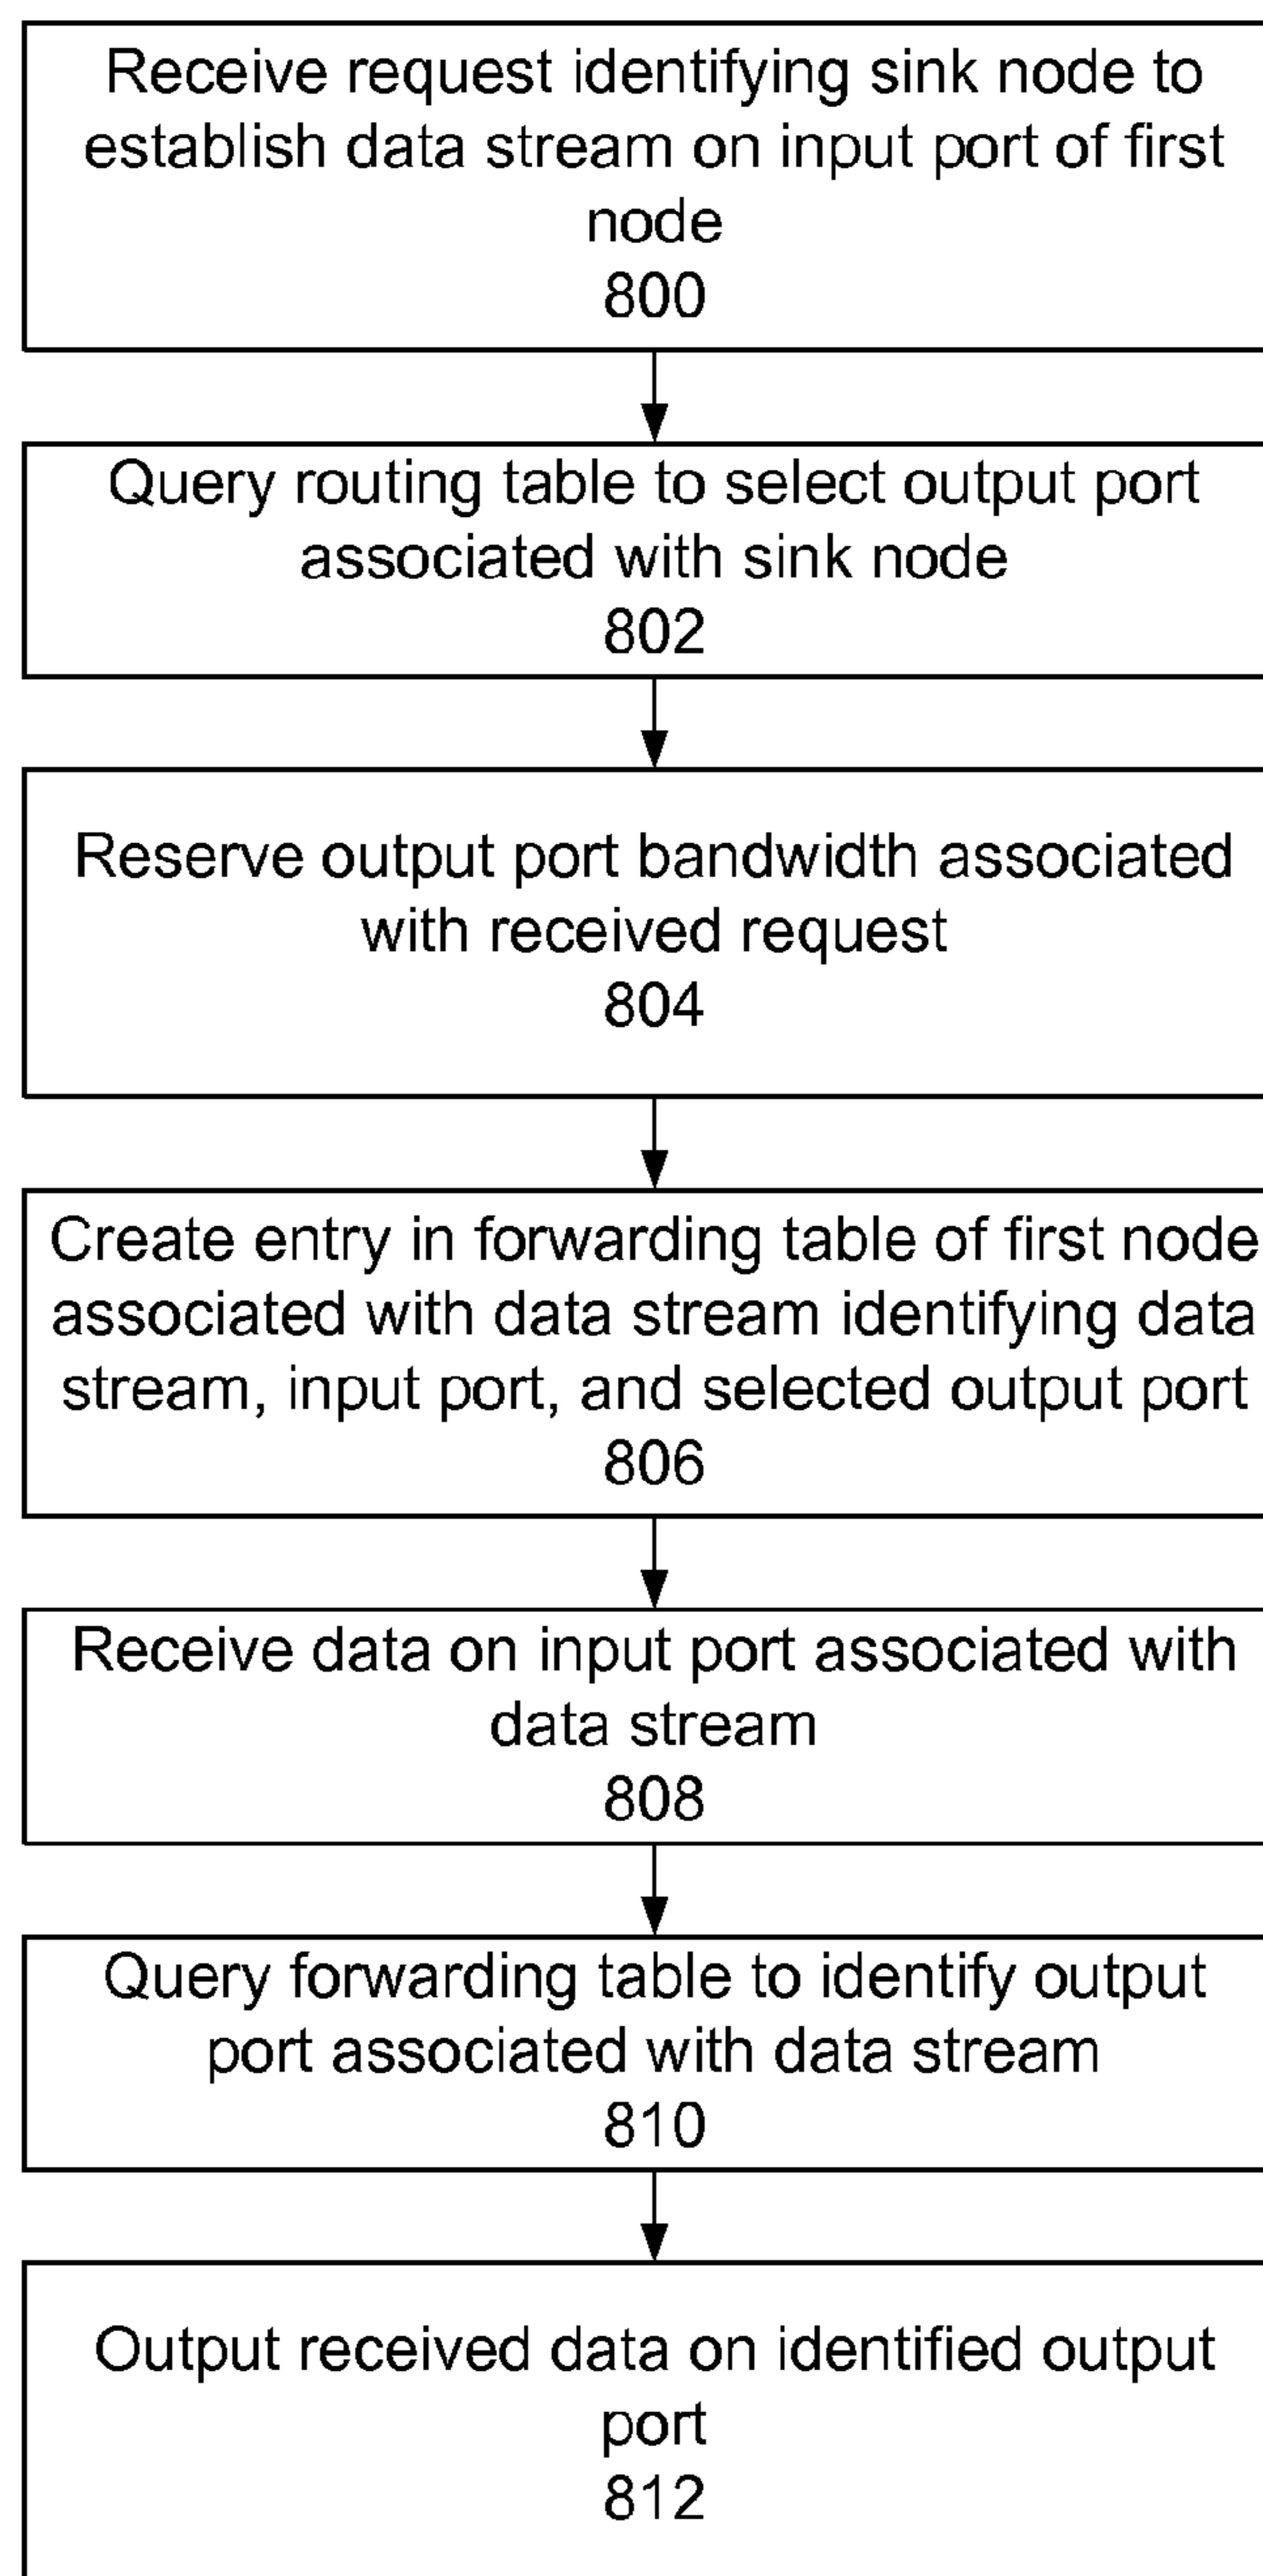 Receive request identifying sink node to
establish data stream on input port of first
node
800
Query routing table to select output port
associated with sink node
802
Reserve output port bandwidth associated
with received request
804
Create entry in forwarding table of first node
associated with data stream identifying data
stream, input port, and selected output port
806
Receive data on input port associated with
data stream
808
Query forwarding table to identify output
port associated with data stream
810
Output received data on identified output
port
812